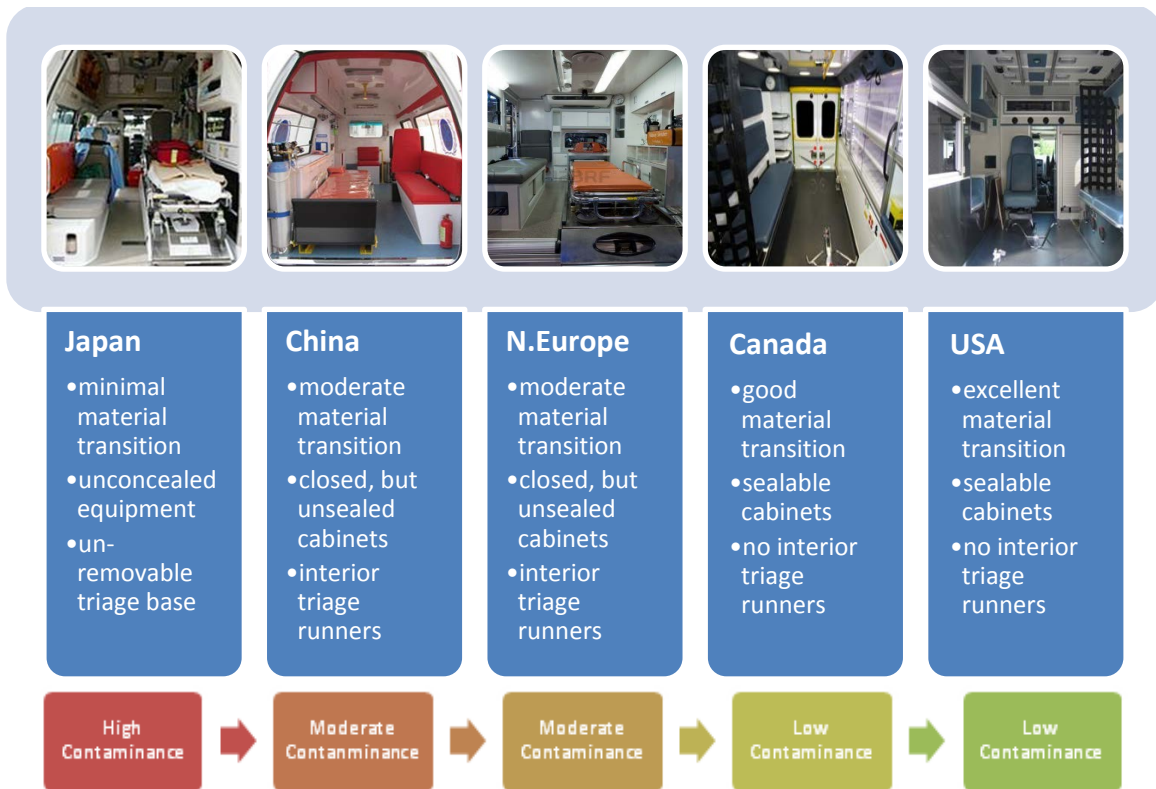 Japan
•minimal
material
transition
•unconcealed
equipment
•un-
removable
triage base
China
•moderate
material
transition
•closed, but
unsealed
cabinets
•interior
triage
runners
N.Europe
•moderate
material
transition
•closed, but
unsealed
cabinets
•interior
triage
runners
Canada
•good
material
transition
•sealable
cabinets
•no interior
triage
runners
USA
•excellent
material
transition
•sealable
cabinets
•no interior
triage
runners
High
Contaminance
Moderate
Contanminance
Moderate
Contaminance
Low
Contaminance
Low
Contaminance